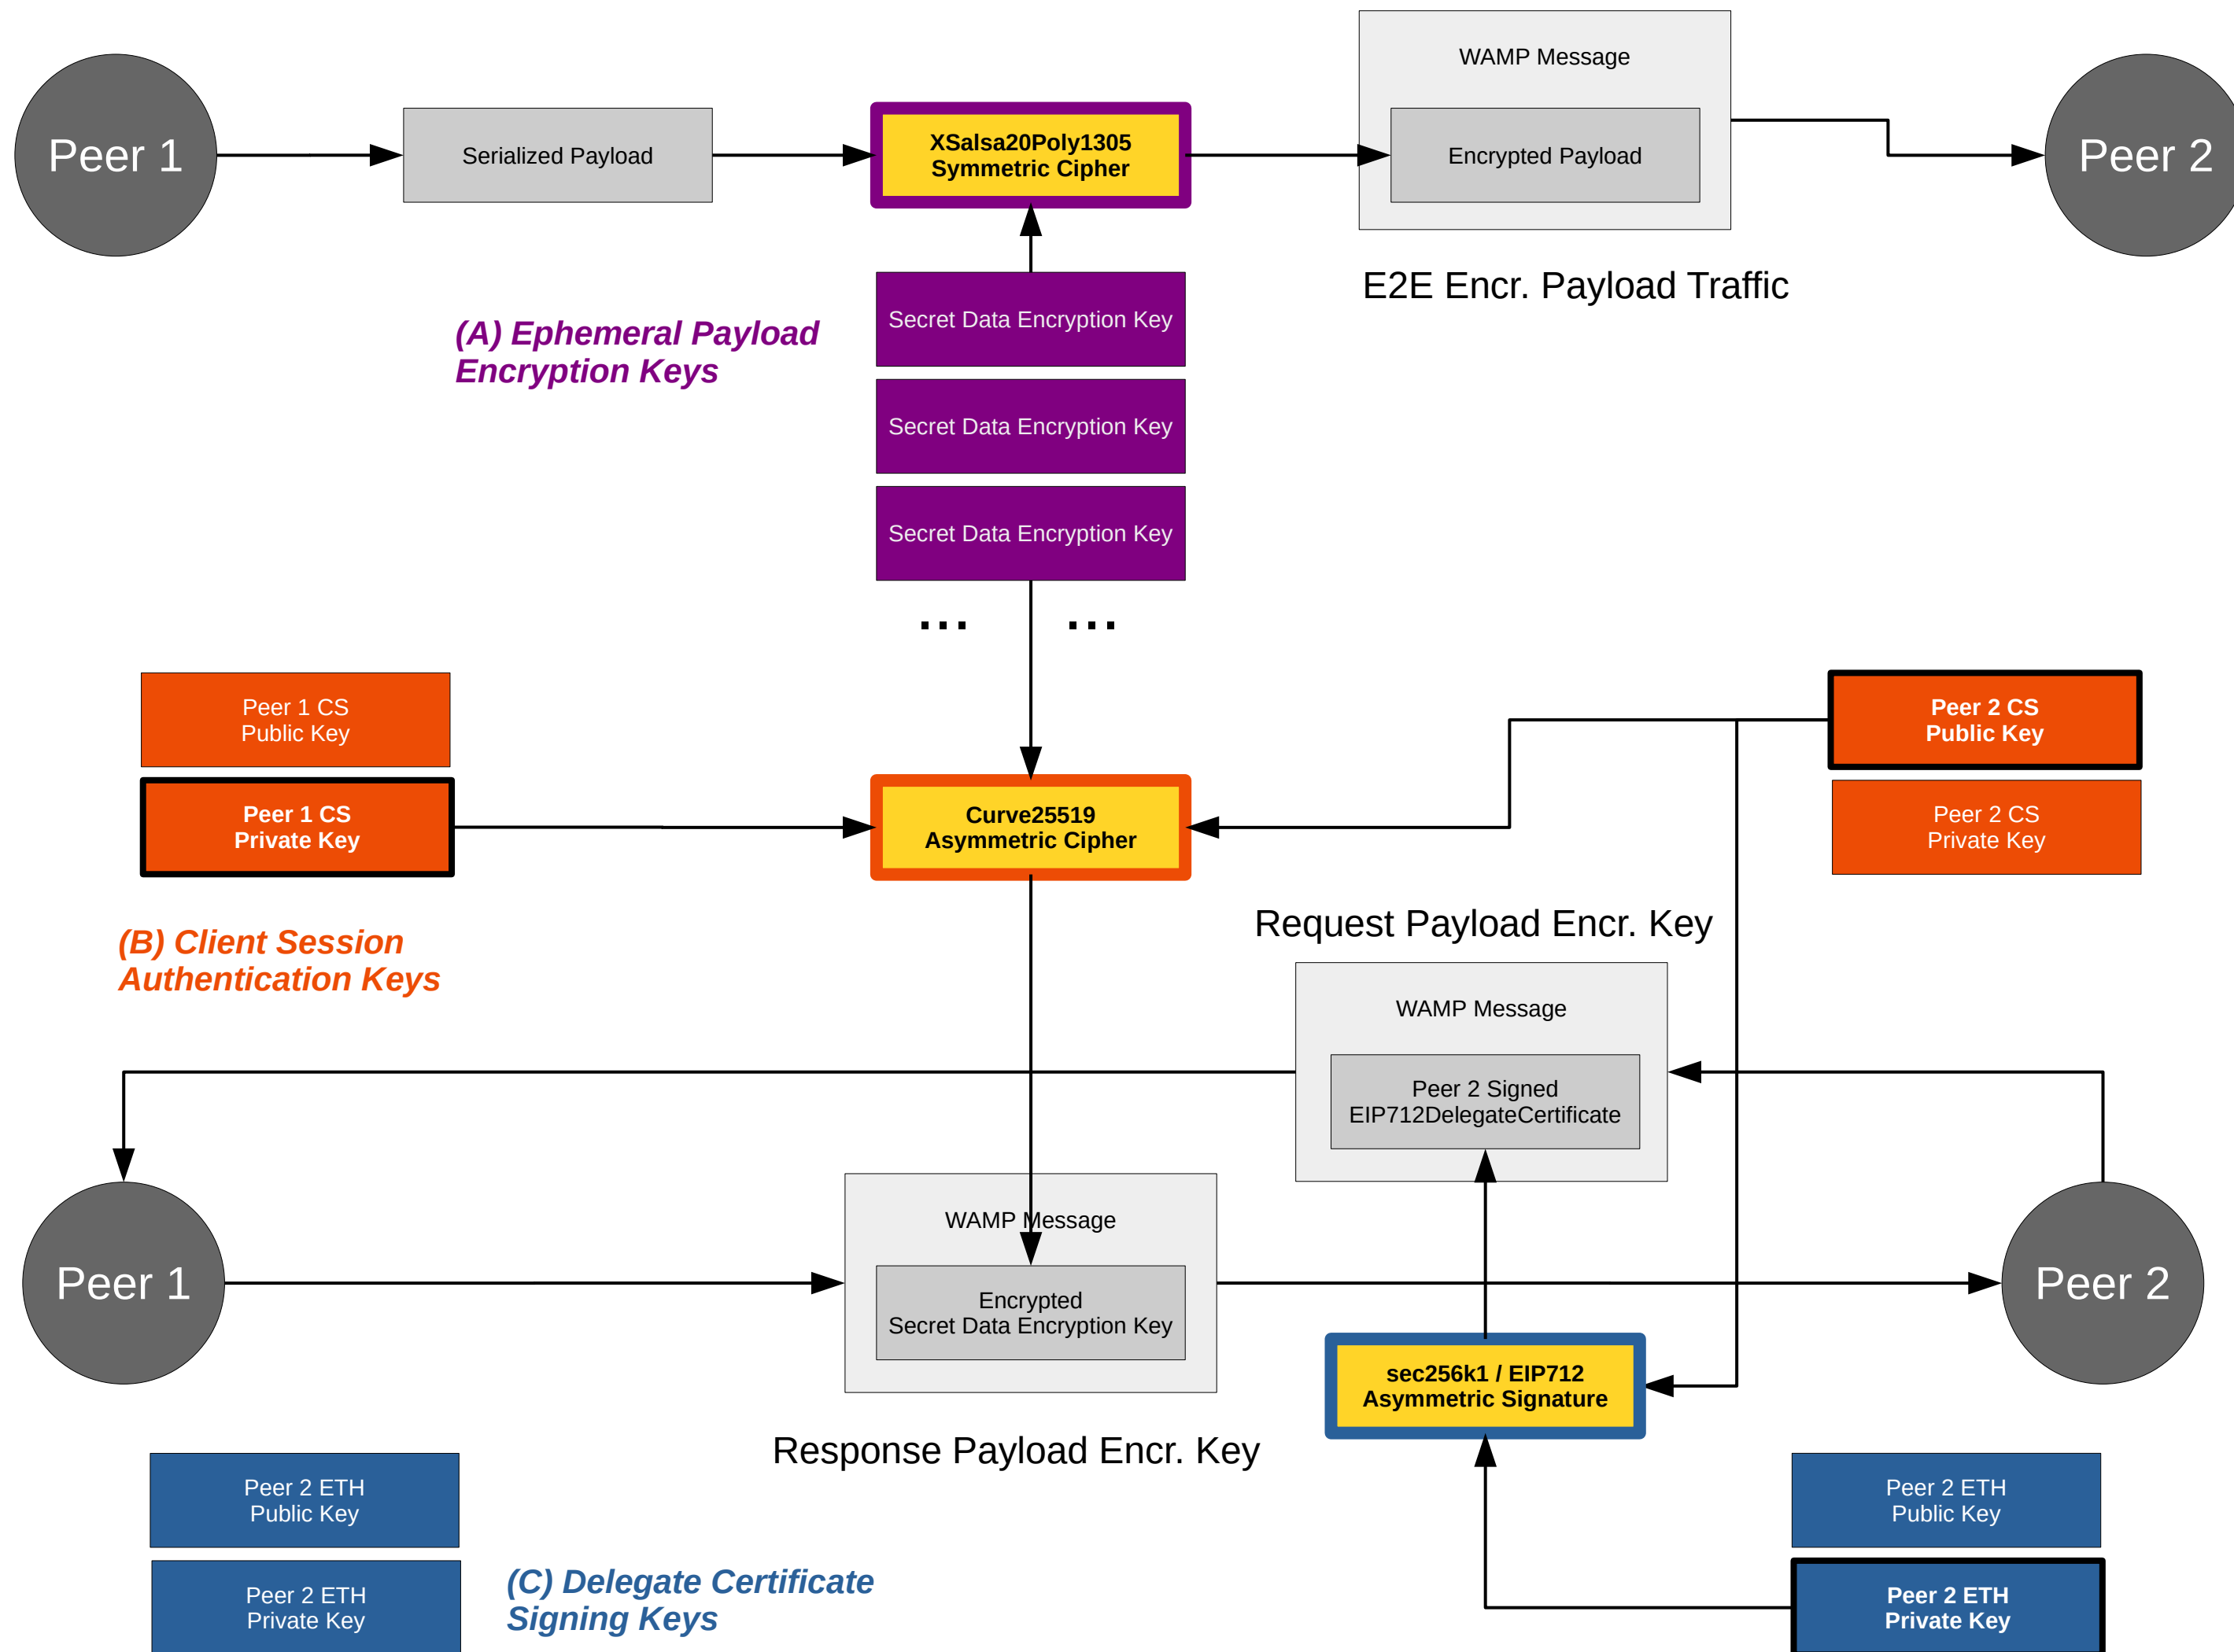 Peer 1
Serialized Payload
XSalsa20Poly1305
Symmetric Cipher
WAMP Message
Encrypted Payload
Peer 2
E2E Encr. Payload Traffic
(A) Ephemeral Payload
Encryption Keys
Secret Data Encryption Key
Secret Data Encryption Key
Secret Data Encryption Key
... ...
Peer 1 CS
Public Key
Peer 1 CS
Private Key
Curve25519
Asymmetric Cipher
Peer 2 CS
Public Key
Peer 2 CS
Private Key
(B) Client Session
Authentication Keys
Request Payload Encr. Key
WAMP Message
Peer 2 Signed
EIP712DelegateCertificate
Peer 1
WAMP Message
Encrypted
Secret Data Encryption Key
Peer 2
sec256k1 / EIP712
Asymmetric Signature
Response Payload Encr. Key
Peer 2 ETH
Public Key
Peer 2 ETH
Private Key
(C) Delegate Certificate
Signing Keys
Peer 2 ETH
Public Key
Peer 2 ETH
Private Key